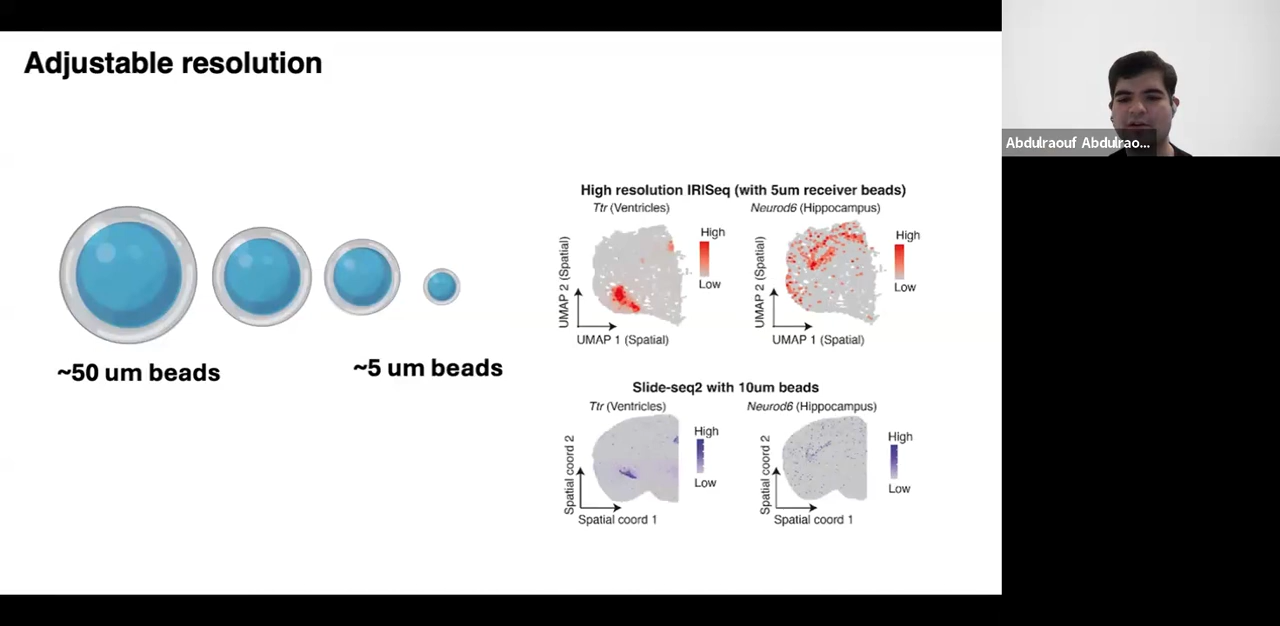 Adjustable resolution
~50 um beads
~5 um beads
High resolution IRISeq (with 5um receiver beads)
Ttr (Ventricles)
Neurod6 (Hippocampus)
UMAP 2 (Spatial)
UMAP 1 (Spatial)
High
Low
UMAP 2 (Spatial)
UMAP 1 (Spatial)
High
Low
Slide-seq2 with 10um beads
Ttr (Ventricles)
Neurod6 (Hippocampus)
Spatial coord 2
Spatial coord 1
High
Low
Spatial coord 2
Spatial coord 1
High
Low
Abdulraouf Abdulrao...